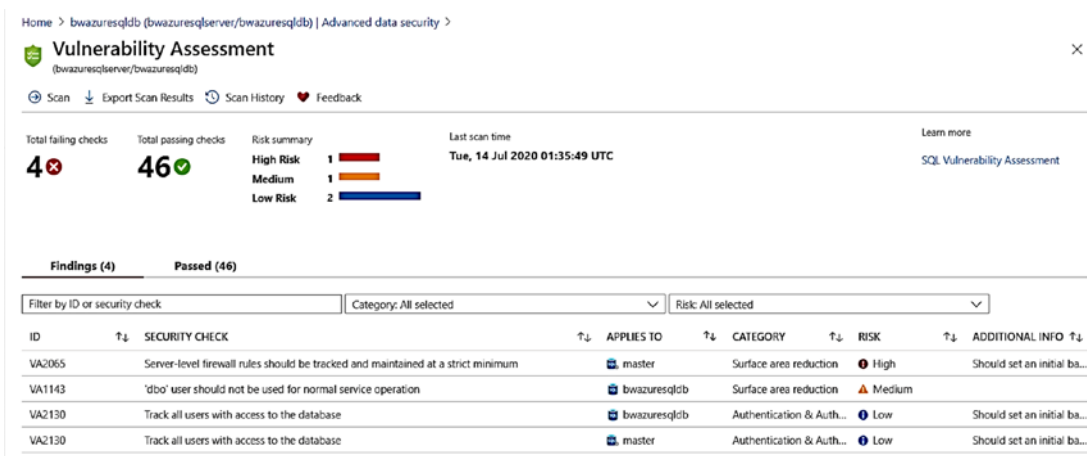 Home > bwazuresqldb (bwazuresqlserver/bwazuresqldb) | Advanced data security >
Vulnerability Assessment
(bwazuresqlserver/bwazuresqldb)
Scan Export Scan Results Scan History Feedback
Total failing checks Total passing checks Risk summary Last scan time Learn more
4 46 High Risk 1 Tue, 14 Jul 2020 01:35:49 UTC SQL Vulnerability Assessment
Medium 1
Low Risk 2
Findings (4) Passed (46)
Filter by ID or security check Category: All selected Risk: All selected
ID SECURITY CHECK APPLIES TO CATEGORY RISK ADDITIONAL INFO
VA2065 Server-level firewall rules should be tracked and maintained at a strict minimum master Surface area reduction High Should set an initial ba...
VA1143 'dbo' user should not be used for normal service operation bwazuresqldb Surface area reduction Medium
VA2130 Track all users with access to the database bwazuresqldb Authentication & Auth... Low Should set an initial ba...
VA2130 Track all users with access to the database master Authentication & Auth... Low Should set an initial ba...